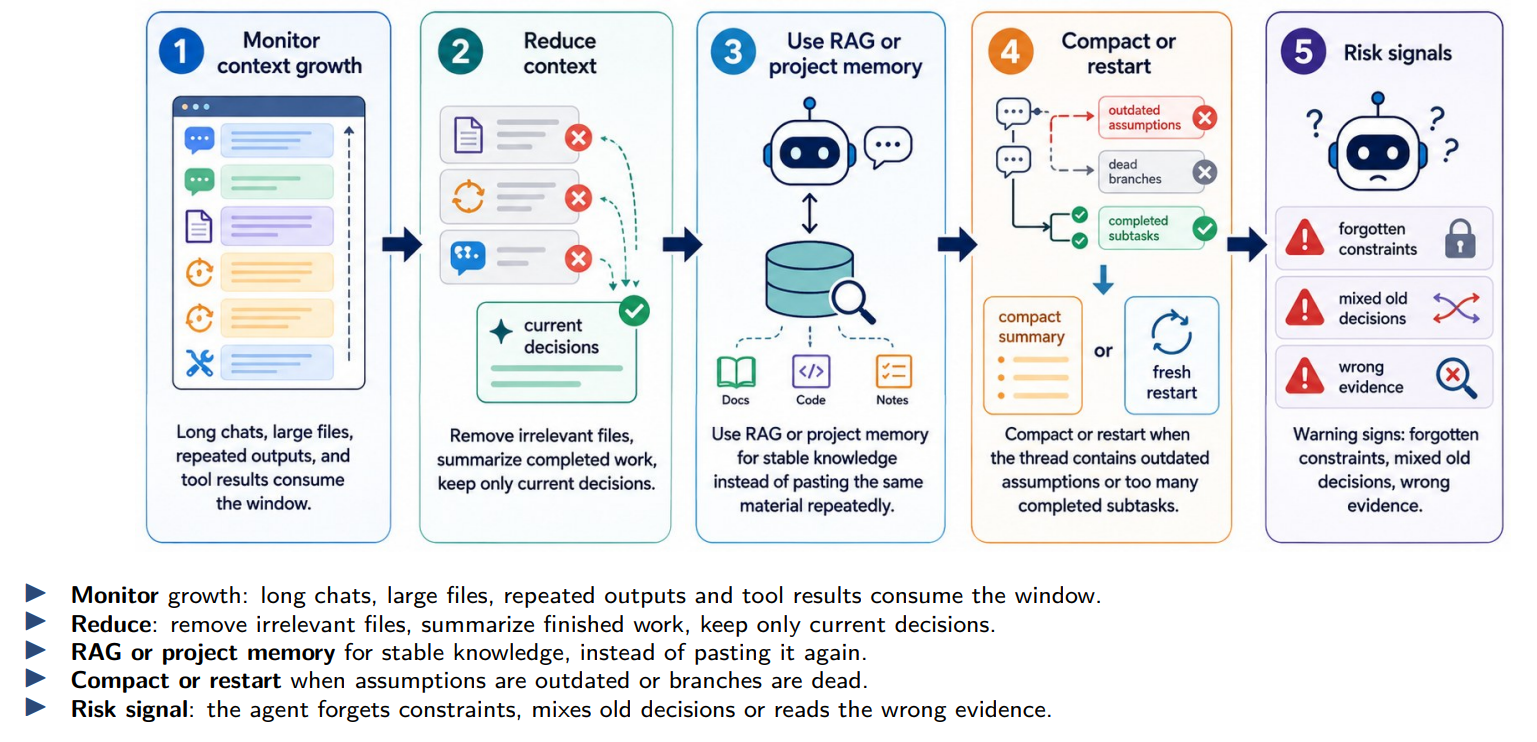 1
Monitor
context growth
Long chats, large files,
repeated outputs, and
tool results consume
the window.
2
Reduce
context
current
decisions
Remove irrelevant files,
summarize completed work,
keep only current decisions.
3
Use RAG or
project memory
Docs
Code
Notes
Use RAG or project memory
for stable knowledge
instead of pasting the same
material repeatedly.
4
Compact or
restart
outdated
assumptions
dead
branches
completed
subtasks
compact
summary
or
fresh
restart
Compact or restart when
the thread contains outdated
assumptions or too many
completed subtasks.
5
Risk signals
? ? ?
forgotten
constraints
mixed old
decisions
wrong
evidence
Warning signs: forgotten
constraints, mixed old
decisions, wrong
evidence.
Monitor growth: long chats, large files, repeated outputs and tool results consume the window.
Reduce: remove irrelevant files, summarize finished work, keep only current decisions.
RAG or project memory for stable knowledge, instead of pasting it again.
Compact or restart when assumptions are outdated or branches are dead.
Risk signal: the agent forgets constraints, mixes old decisions or reads the wrong evidence.